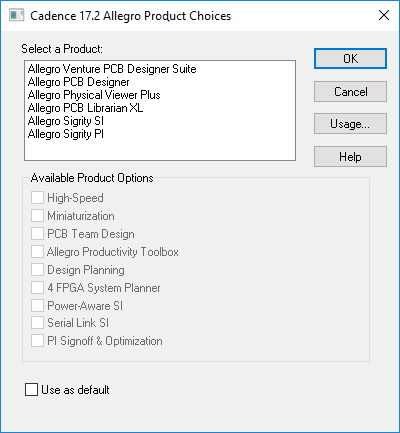 Cadence 17.2 Allegro Product Choices
Select a Product:
Allegro Venture PCB Designer Suite
Allegro PCB Designer
Allegro Physical Viewer Plus
Allegro PCB Librarian XL
Allegro Sigrity SI
Allegro Sigrity PI
OK
Cancel
Usage...
Help
Available Product Options
High-Speed
Miniaturization
PCB Team Design
Allegro Productivity Toolbox
Design Planning
4 FPGA System Planner
Power-Aware SI
Serial Link SI
PI Signoff & Optimization
Use as default